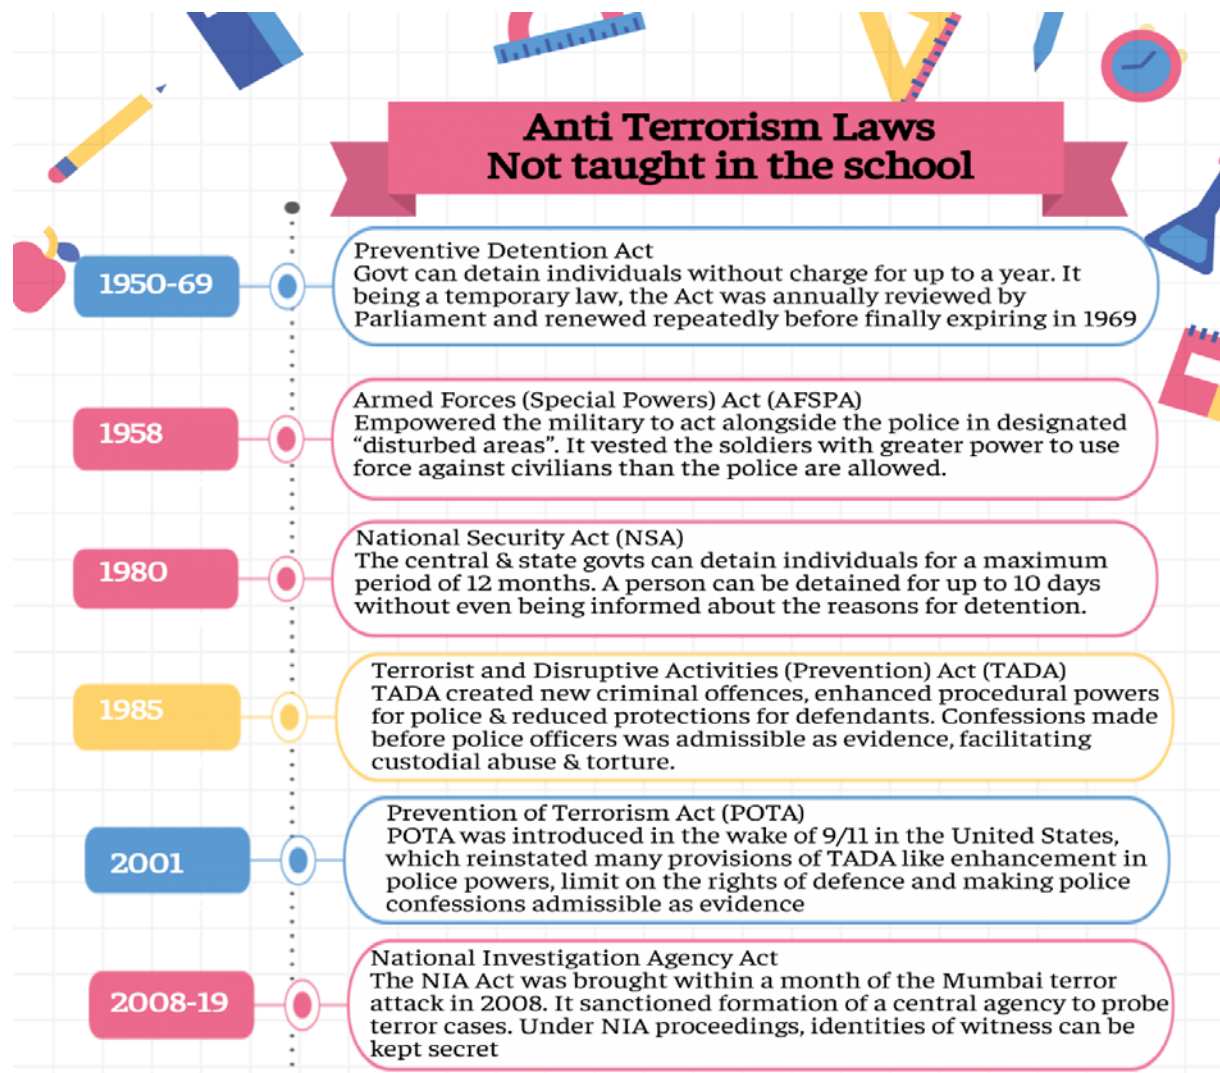 Anti Terrorism Laws
Not taught in the school
1950-69
Preventive Detention Act
Govt can detain individuals without charge for up to a year. It
being a temporary law, the Act was annually reviewed by
Parliament and renewed repeatedly before finally expiring in 1969
1958
Armed Forces (Special Powers) Act (AFSPA)
Empowered the military to act alongside the police in designated
“disturbed areas”. It vested the soldiers with greater power to use
force against civilians than the police are allowed.
1980
National Security Act (NSA)
The central & state govts can detain individuals for a maximum
period of 12 months. A person can be detained for up to 10 days
without even being informed about the reasons for detention.
1985
Terrorist and Disruptive Activities (Prevention) Act (TADA)
TADA created new criminal offences, enhanced procedural powers
for police & reduced protections for defendants. Confessions made
before police officers was admissible as evidence, facilitating
custodial abuse & torture.
2001
Prevention of Terrorism Act (POTA)
POTA was introduced in the wake of 9/11 in the United States,
which reinstated many provisions of TADA like enhancement in
police powers, limit on the rights of defence and making police
confessions admissible as evidence
2008-19
National Investigation Agency Act
The NIA Act was brought within a month of the Mumbai terror
attack in 2008. It sanctioned formation of a central agency to probe
terror cases. Under NIA proceedings, identities of witness can be
kept secret